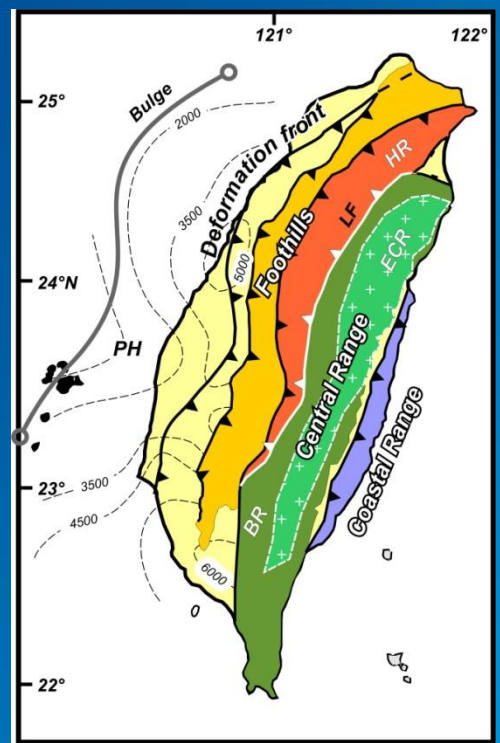 121°
122°
25°
Bulge
2000
Deformation front
3500
HR
LF
5000
Foothills
ECR
24°N
PH
Central Range
Coastal Range
23°
3500
4500
BR
6000
0
22°